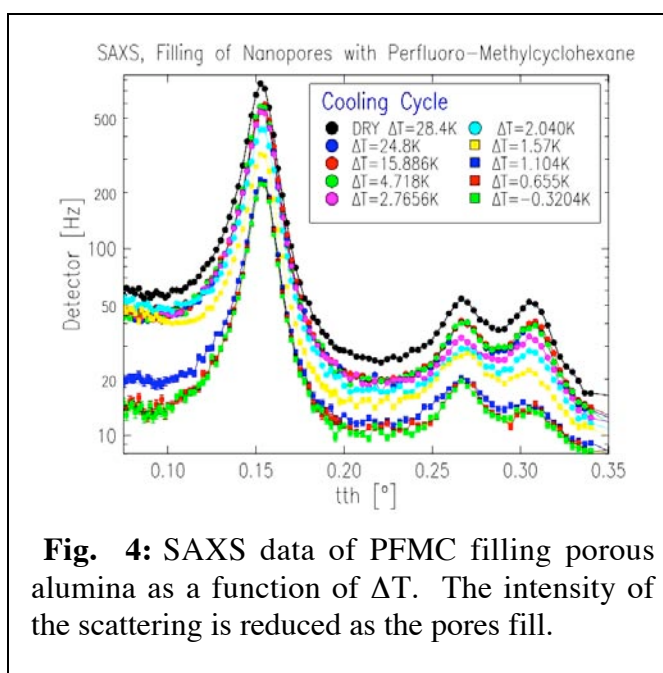 SAXS, Filling of Nanopores with Perfluoro-Methylcyclohexane
Cooling Cycle
DRY ΔT=28.4K
ΔT=24.8K
ΔT=15.886K
ΔT=4.718K
ΔT=2.7656K
ΔT=2.040K
ΔT=1.57K
ΔT=1.104K
ΔT=0.655K
ΔT=-0.3204K
Detector [Hz]
500
200
100
50
20
10
0.10 0.15 0.20 0.25 0.30 0.35
tth [°]
Fig. 4: SAXS data of PFMC filling porous
alumina as a function of ΔT. The intensity of
the scattering is reduced as the pores fill.